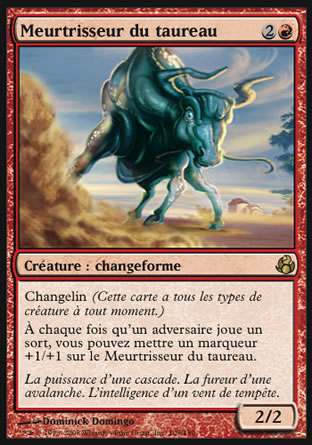 Meurtrisseur du taureau 2
Créature : changeforme
Changelin (Cette carte a tous les types de
créature à tout moment.)
À chaque fois qu'un adversaire joue un
sort, vous pouvez mettre un marqueur
+1/+1 sur le Meurtrisseur du taureau.
La puissance d'une cascade. La fureur d'une
avalanche. L'intelligence d'un vent de tempête.
Dominick Domingo
2/2